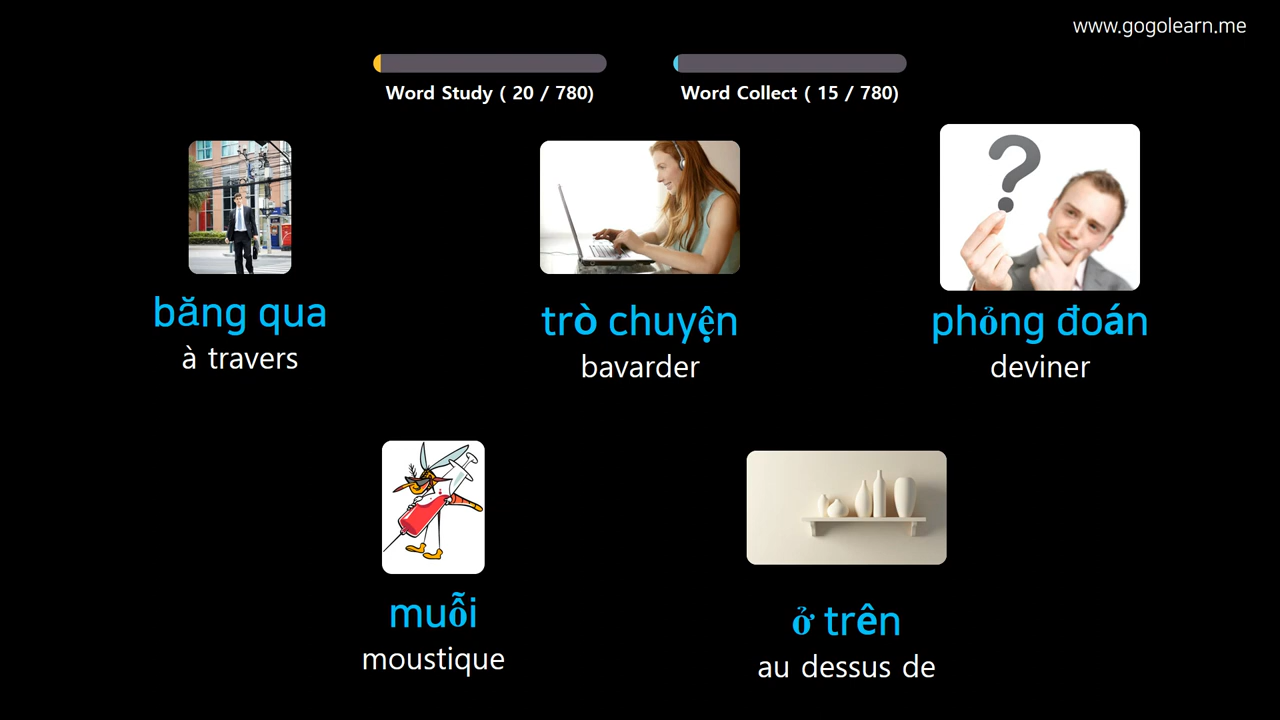 www.gogolearn.me
Word Study ( 20 / 780)
Word Collect ( 15 / 780)
băng qua
à travers
trò chuyện
bavarder
phỏng đoán
deviner
muỗi
moustique
ở trên
au dessus de